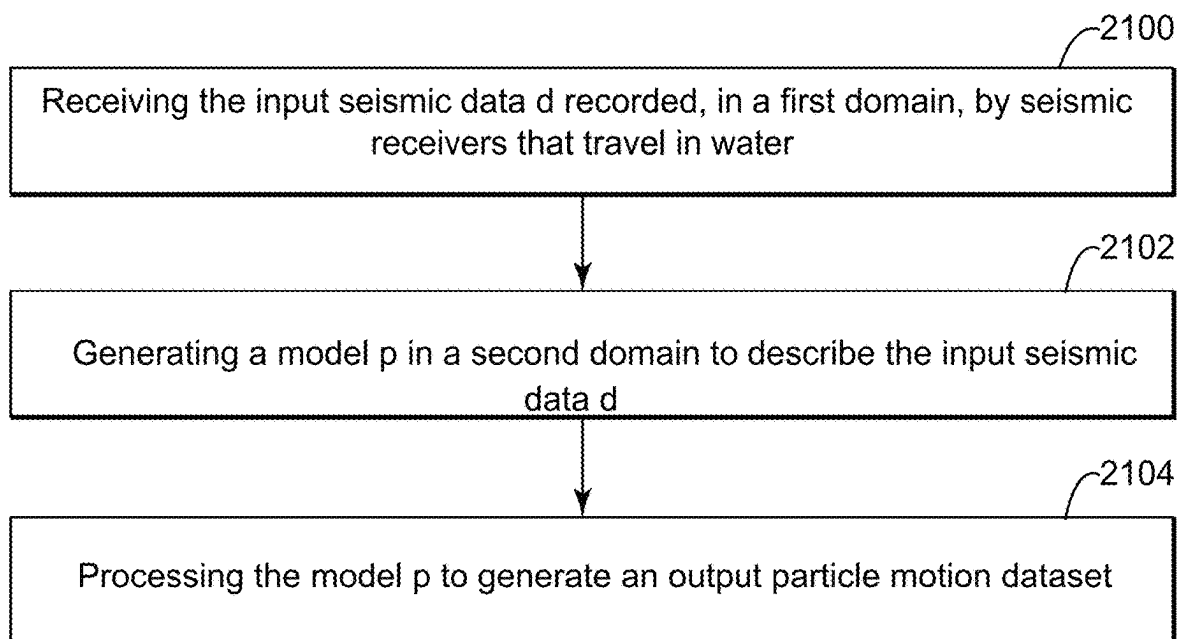 2100
Receiving the input seismic data d recorded, in a first domain, by seismic
receivers that travel in water
2102
Generating a model p in a second domain to describe the input seismic
data d
2104
Processing the model p to generate an output particle motion dataset